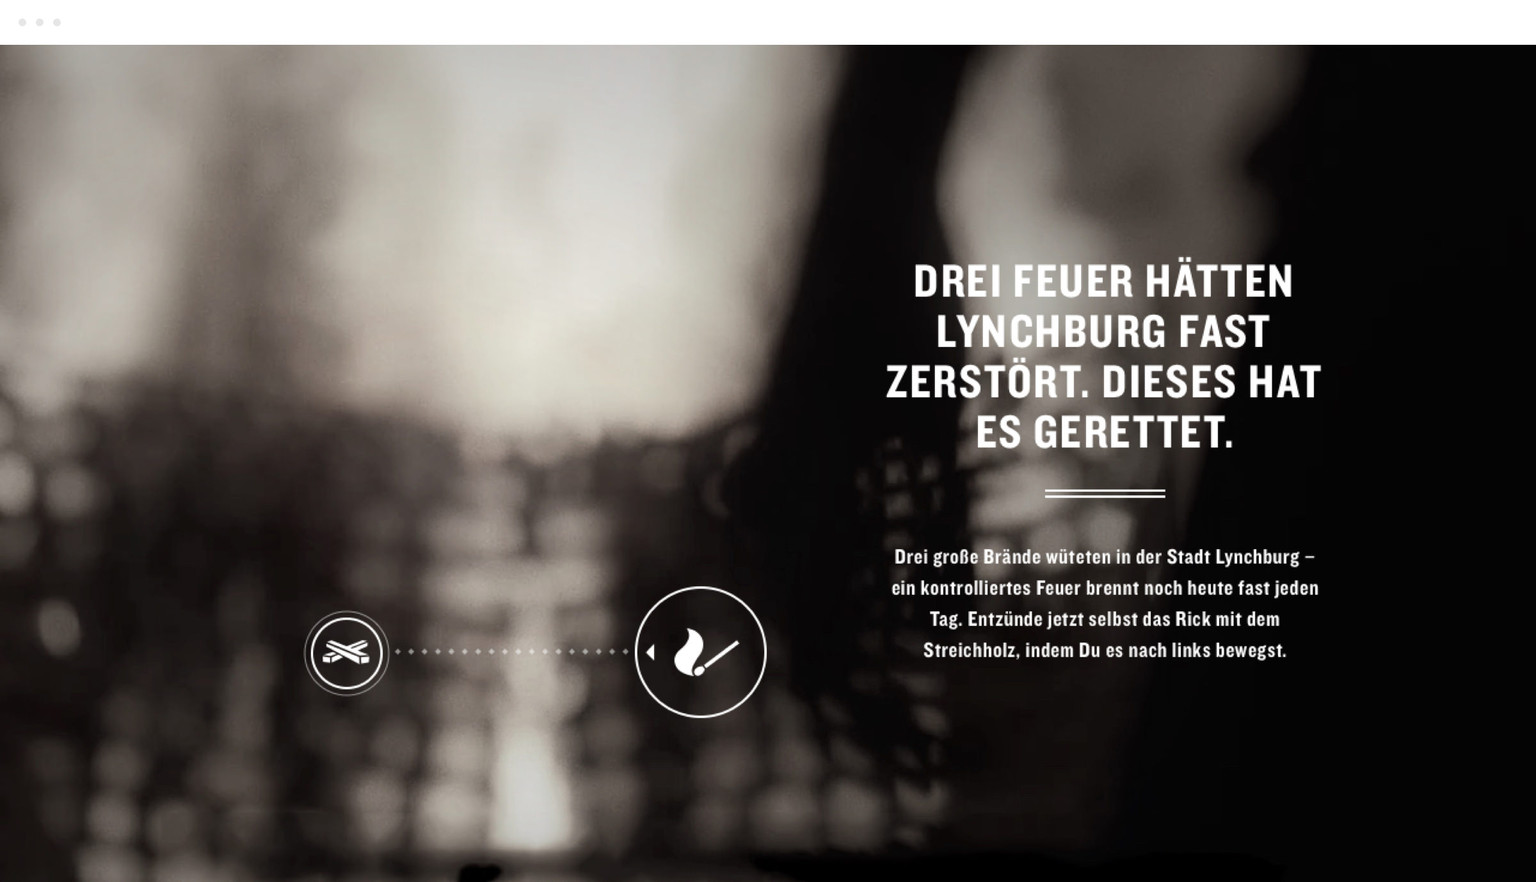 DREI FEUER HÄTTEN
LYNCHBURG FAST
ZERSTÖRT. DIESES HAT
ES GERETTET.
Drei große Brände wüteten in der Stadt Lynchburg –
ein kontrolliertes Feuer brennt noch heute fast jeden
Tag. Entzünde jetzt selbst das Rick mit dem
Streichholz, indem Du es nach links bewegst.